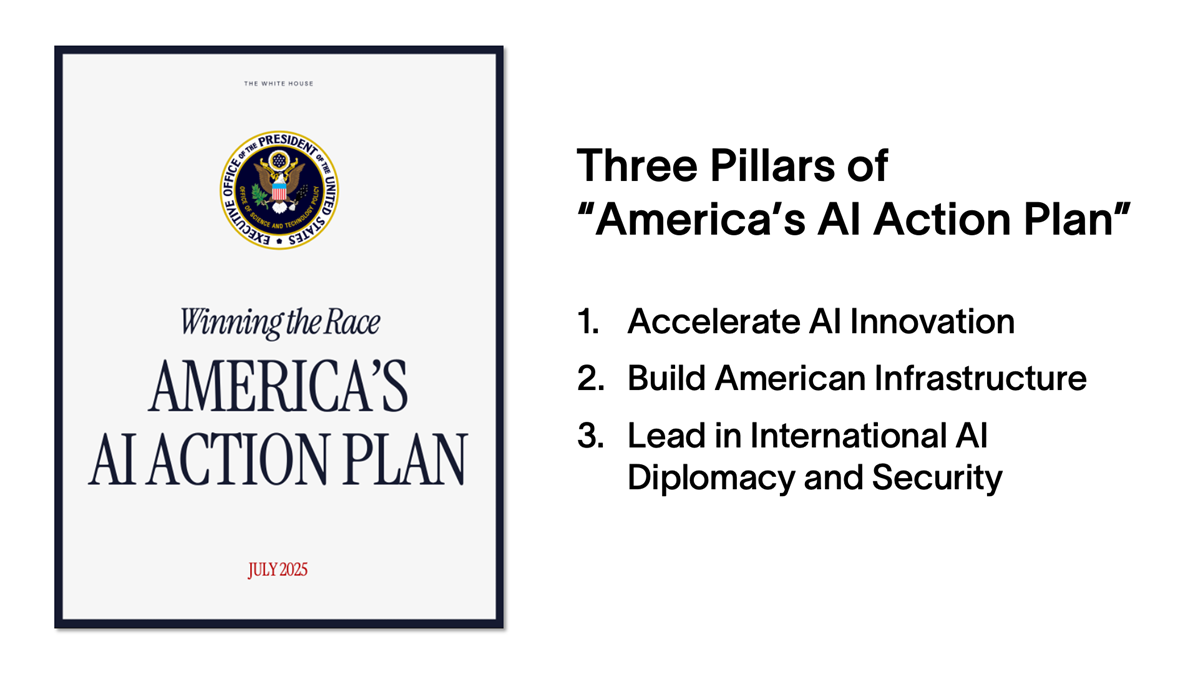 THE WHITE HOUSE
EXECUTIVE OFFICE OF THE PRESIDENT OF THE UNITED STATES
OFFICE OF SCIENCE AND TECHNOLOGY POLICY
Winning the Race
AMERICA’S
AI ACTION PLAN
JULY 2025
Three Pillars of
“America’s AI Action Plan”
1. Accelerate AI Innovation
2. Build American Infrastructure
3. Lead in International AI
Diplomacy and Security